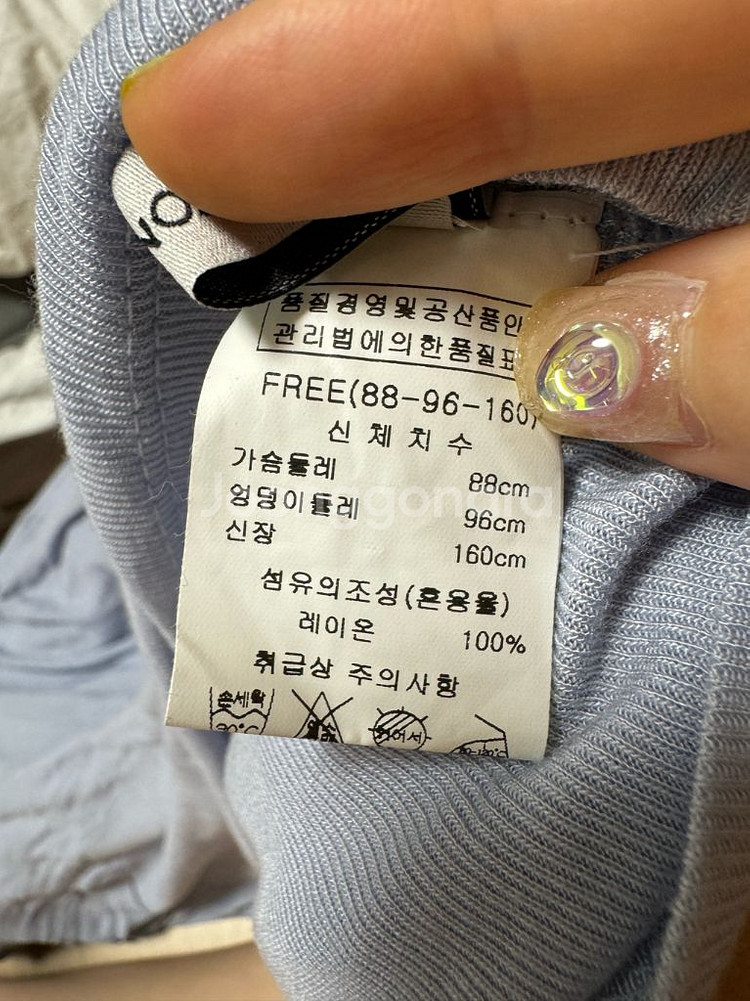 품질경영및공산품안
관리법에의한품질표
FREE(88-96-160)
신체치수
가슴둘레 88cm
엉덩이둘레 96cm
신장 160cm
섬유의조성(혼용율)
레이온 100%
취급상 주의사항
손세탁